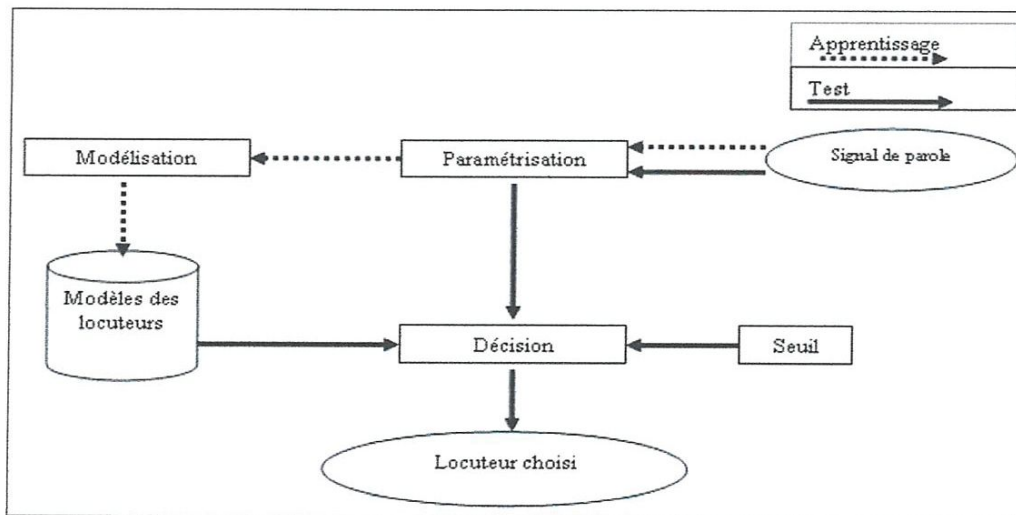 Apprentissage
Test
Modélisation
Paramétrisation
Signal de parole
Modèles des
locuteurs
Décision
Seuil
Locuteur choisi